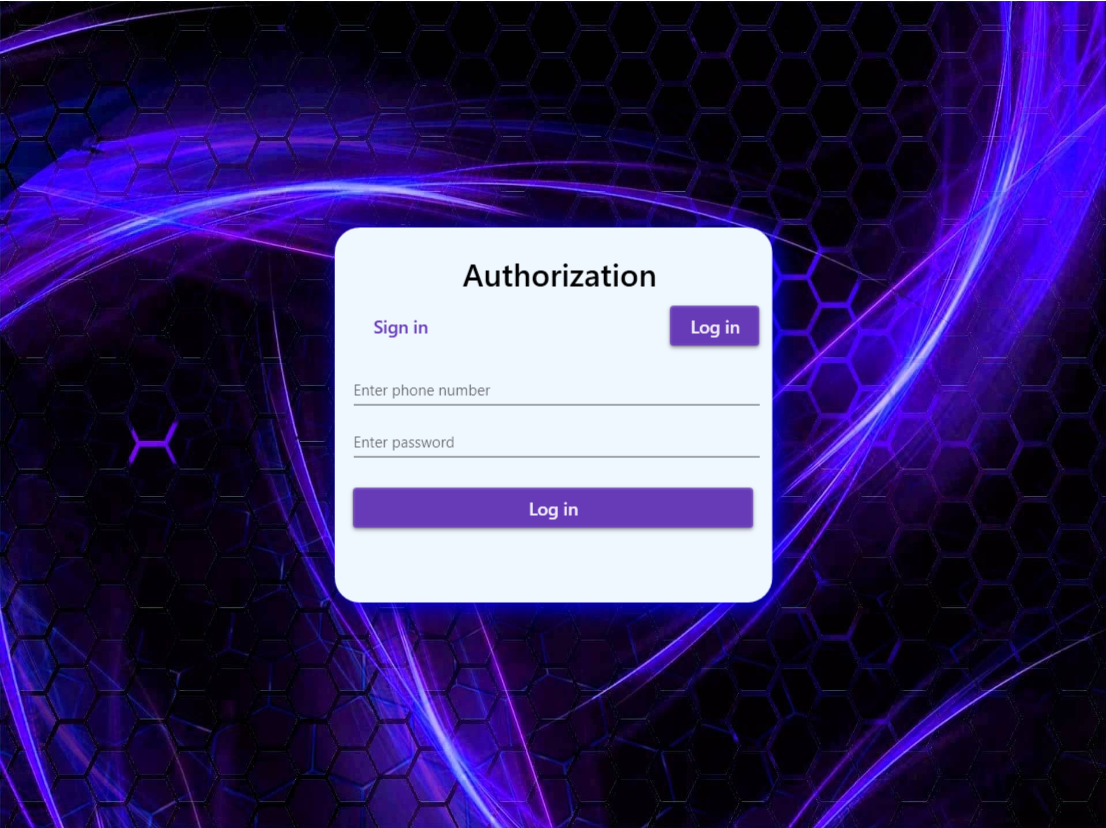 Authorization
Sign in Log in
Enter phone number
Enter password
Log in